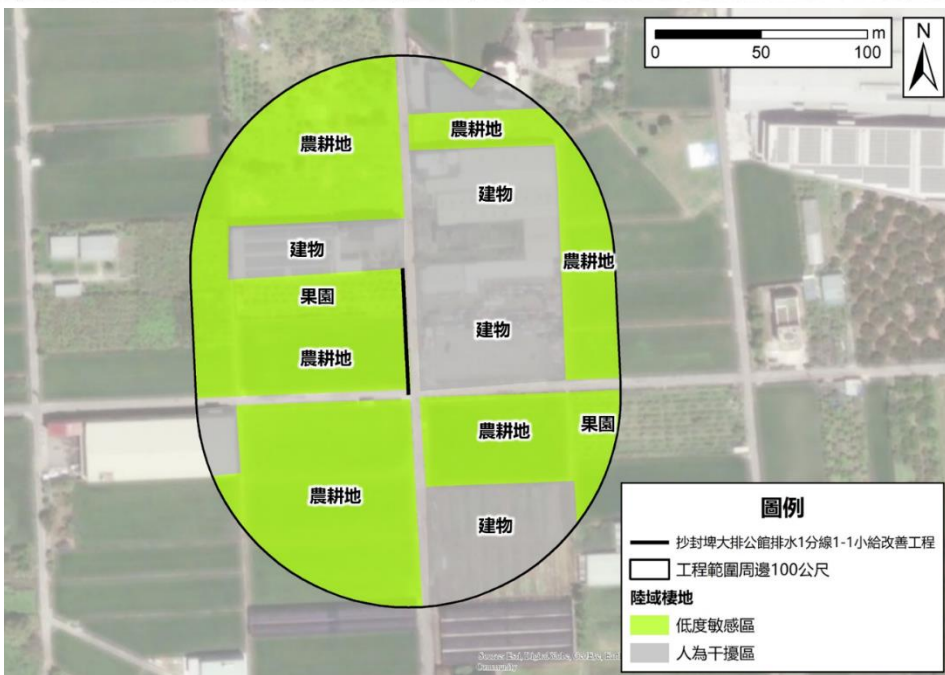 0 50 100 m
N
農耕地
農耕地
建物
建物
農耕地
果園
農耕地
建物
農耕地
果園
農耕地
建物
圖例
抄封埤大排公館排水1分線1-1小給改善工程
工程範圍周邊100公尺
陸域棲地
低度敏感區
人為干擾區